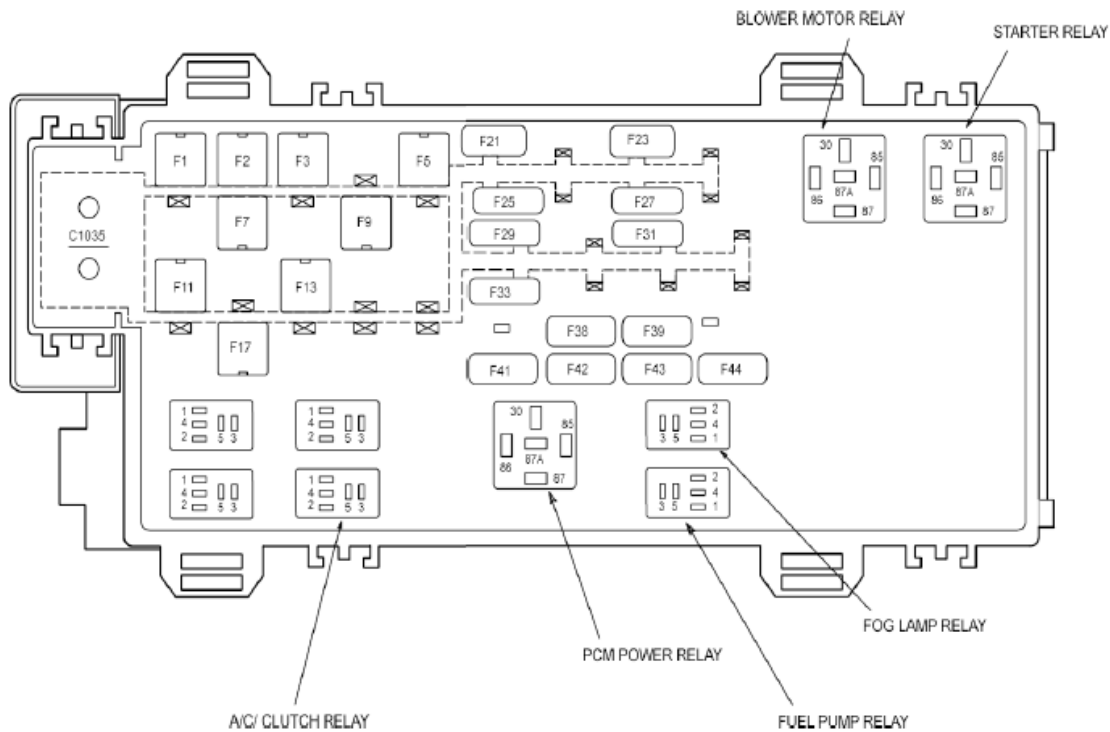 BLOWER MOTOR RELAY
STARTER RELAY
F1 F2 F3 F5 F21 F23
30 85 86 87A 87
30 85 86 87A 87
F25 F27
C1035 F7 F9 F29 F31
F11 F13 F33
F17 F38 F39
F41 F42 F43 F44
1 4 2 5 3
1 4 2 5 3
30 85 86 87A 87
2 4 1 3 5
1 4 2 5 3
1 4 2 5 3
2 4 1 3 5
FOG LAMP RELAY
PCM POWER RELAY
A/C/ CLUTCH RELAY
FUEL PUMP RELAY